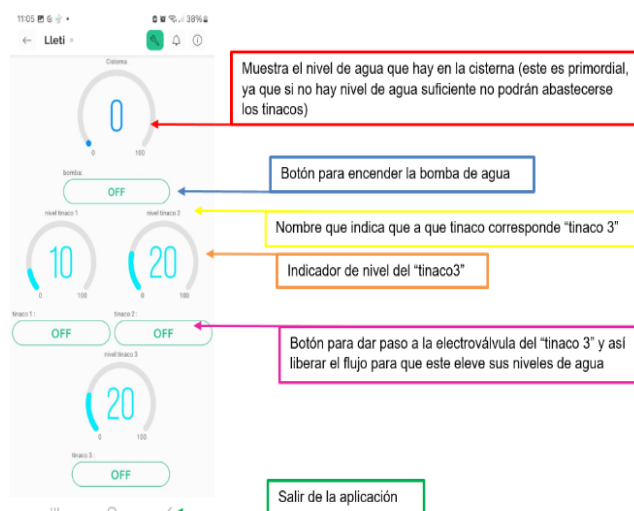 11:05
38%
Lleti
Cisterna
0
0 100
bomba:
OFF
nivel tinaco 1 nivel tinaco 2
10 20
0 100 0 100
tinaco 1 : tinaco 2 :
OFF OFF
nivel tinaco 3
20
0 100
tinaco 3 :
OFF
Muestra el nivel de agua que hay en la cisterna (este es primordial,
ya que si no hay nivel de agua suficiente no podrán abastecerse
los tinacos)
Botón para encender la bomba de agua
Nombre que indica que a que tinaco corresponde “tinaco 3”
Indicador de nivel del “tinaco3”
Botón para dar paso a la electroválvula del “tinaco 3” y así
liberar el flujo para que este eleve sus niveles de agua
Salir de la aplicación